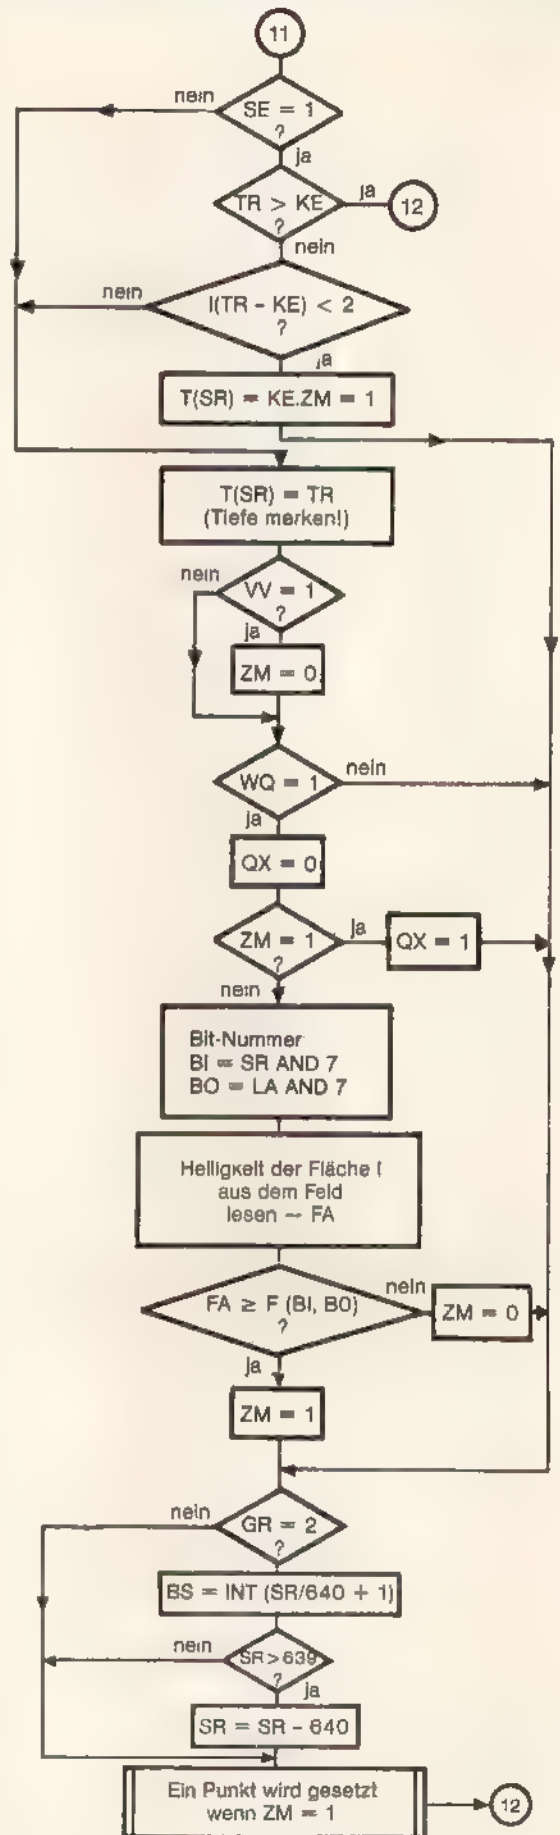 11
nein
SE = 1
?
ja
TR > KE
?
ja
12
nein
nein
I(TR - KE) < 2
?
ja
T(SR) = KE.ZM = 1
T(SR) = TR
(Tiefe merken!)
nein
VV = 1
?
ja
ZM = 0
WQ = 1
nein
ja
QX = 0
ZM = 1
?
ja
QX = 1
nein
Bit-Nummer
BI = SR AND 7
BO = LA AND 7
Helligkeit der Fläche I
aus dem Feld
lesen – FA
FA ≥ F (BI, B0)
?
nein
ZM = 0
ja
ZM = 1
nein
GR = 2
?
BS = INT (SR/640 + 1)
nein
SR>639
?
ja
SR = SR - 640
Ein Punkt wird gesetzt
wenn ZM = 1
12